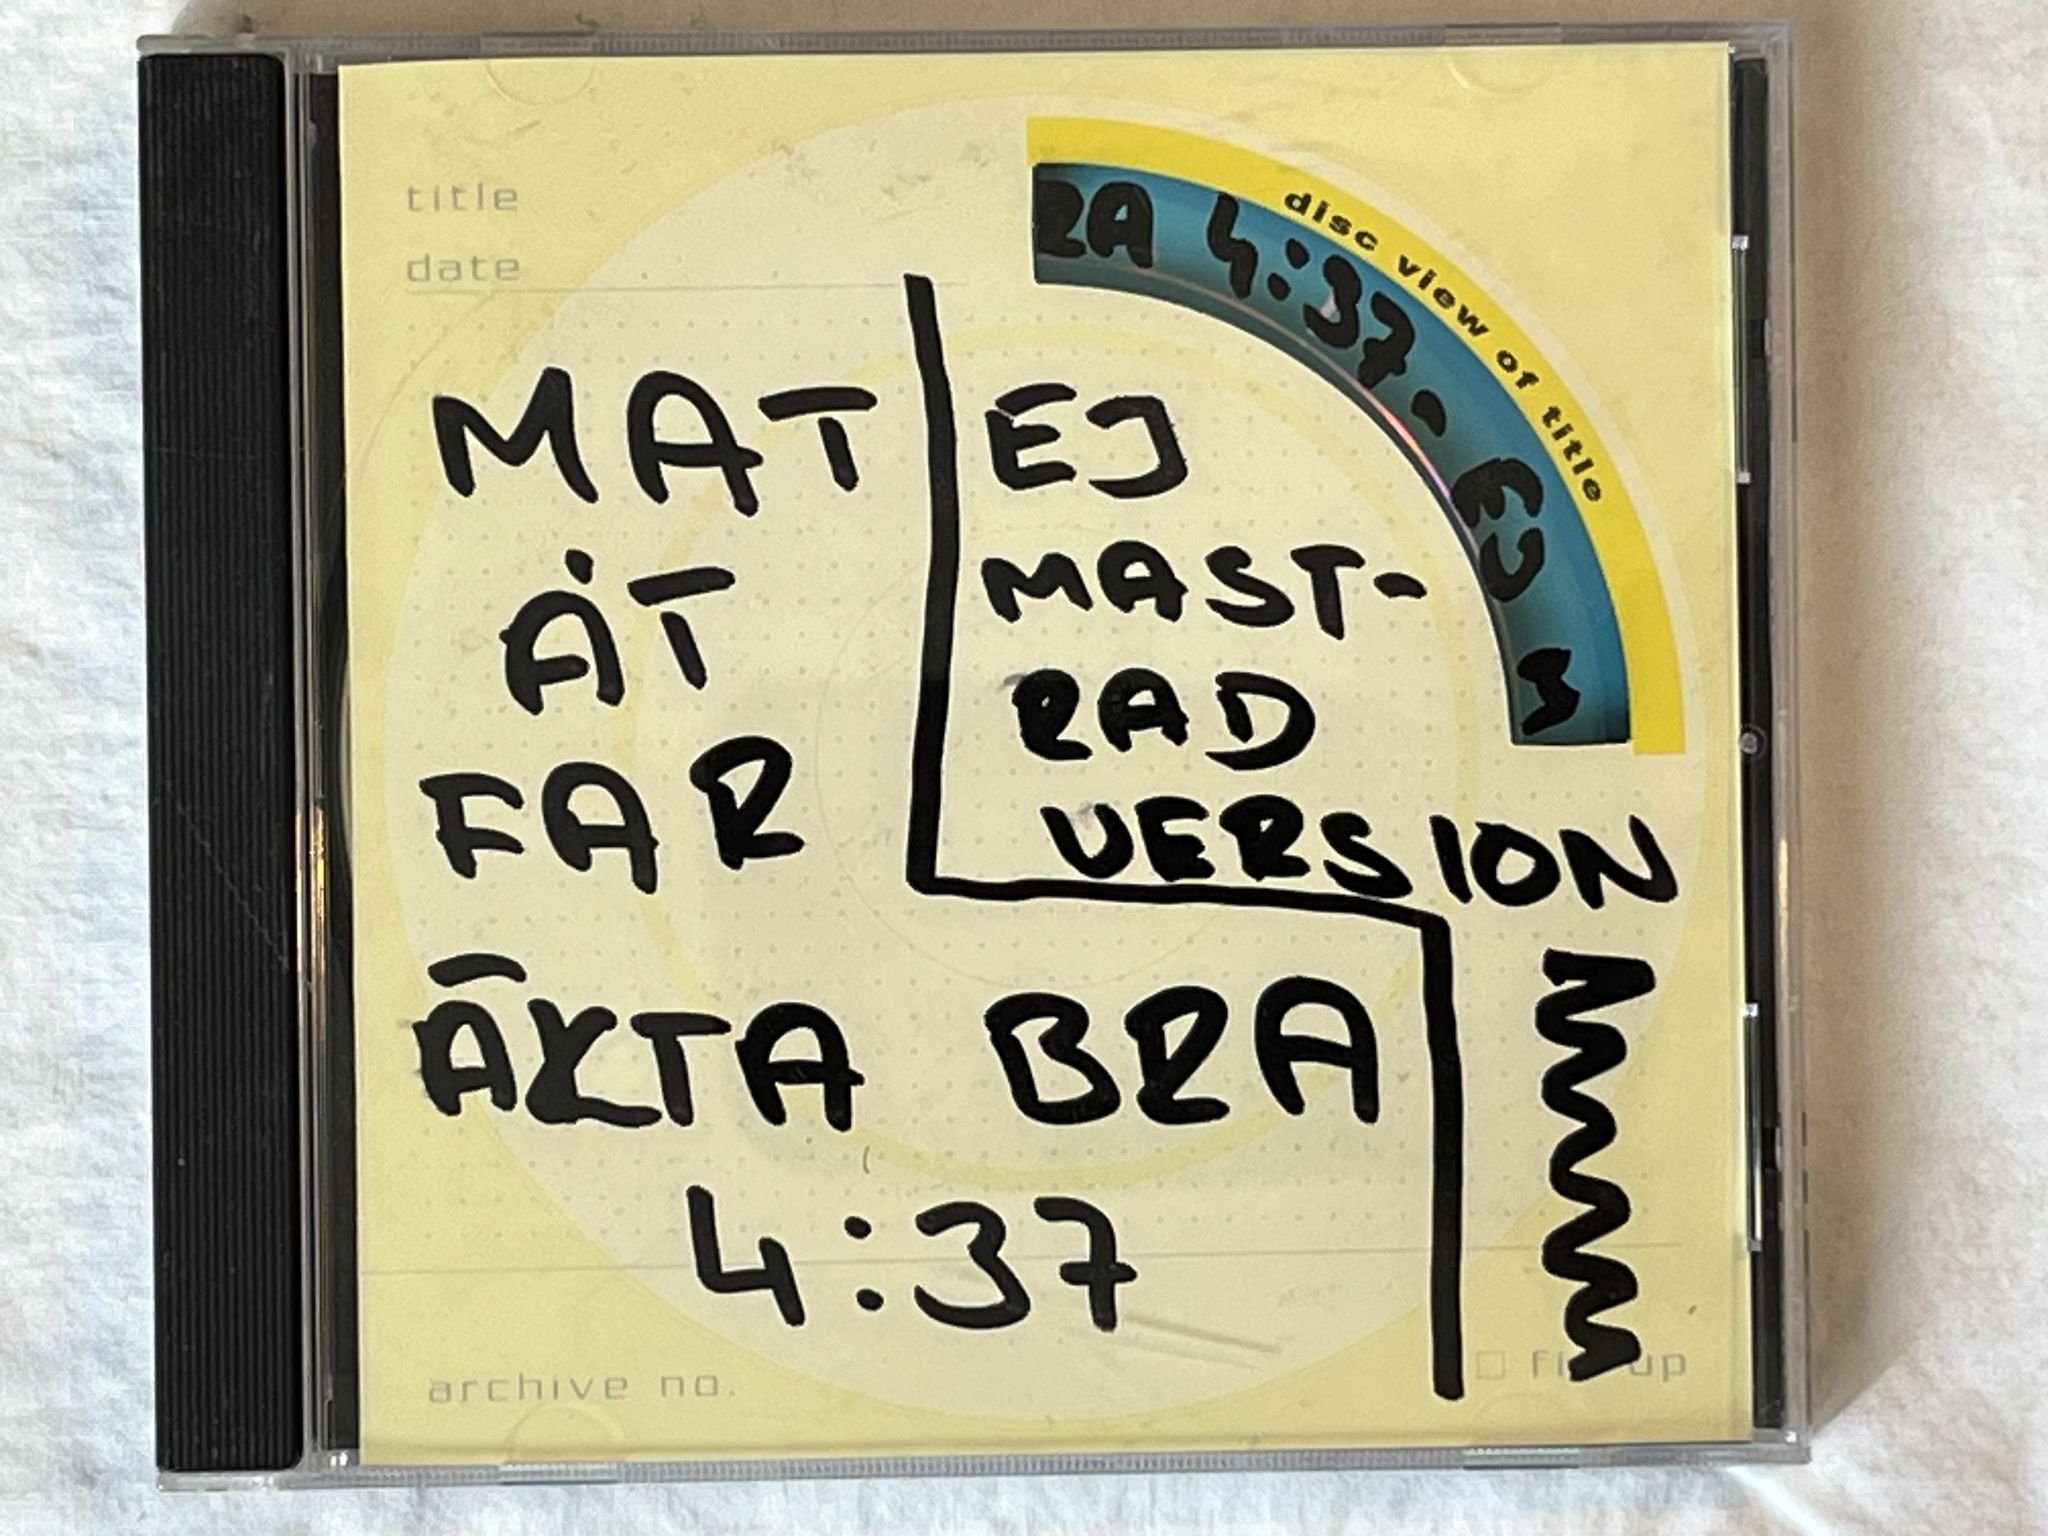 title
date
disc view of title
RA 4:37 - EJ M
MAT
ÅT
FAR
ÄKTA BRA
4:37
EJ
MAST-
RAD
VERSION
archive no.